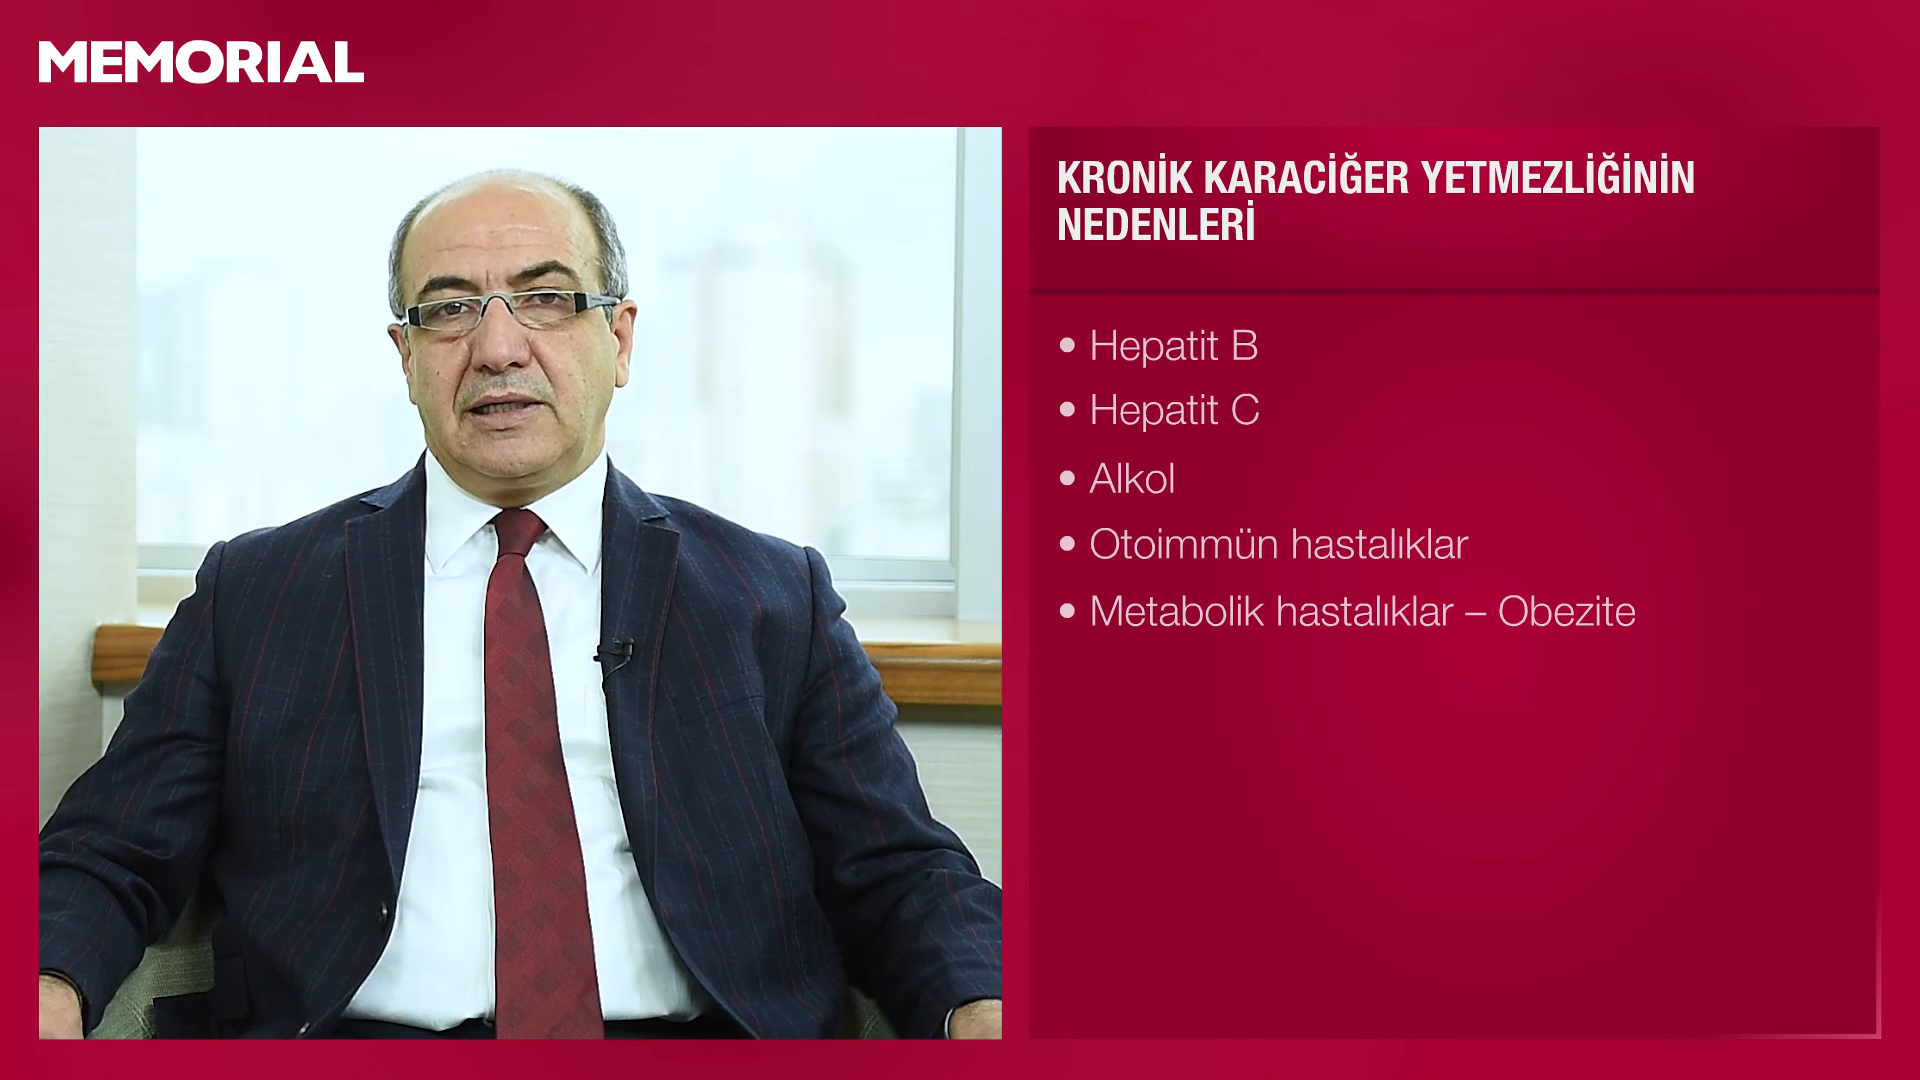 MEMORIAL
KRONİK KARACİĞER YETMEZLİĞİNİN
NEDENLERİ
• Hepatit B
• Hepatit C
• Alkol
• Otoimmün hastalıklar
• Metabolik hastalıklar – Obezite